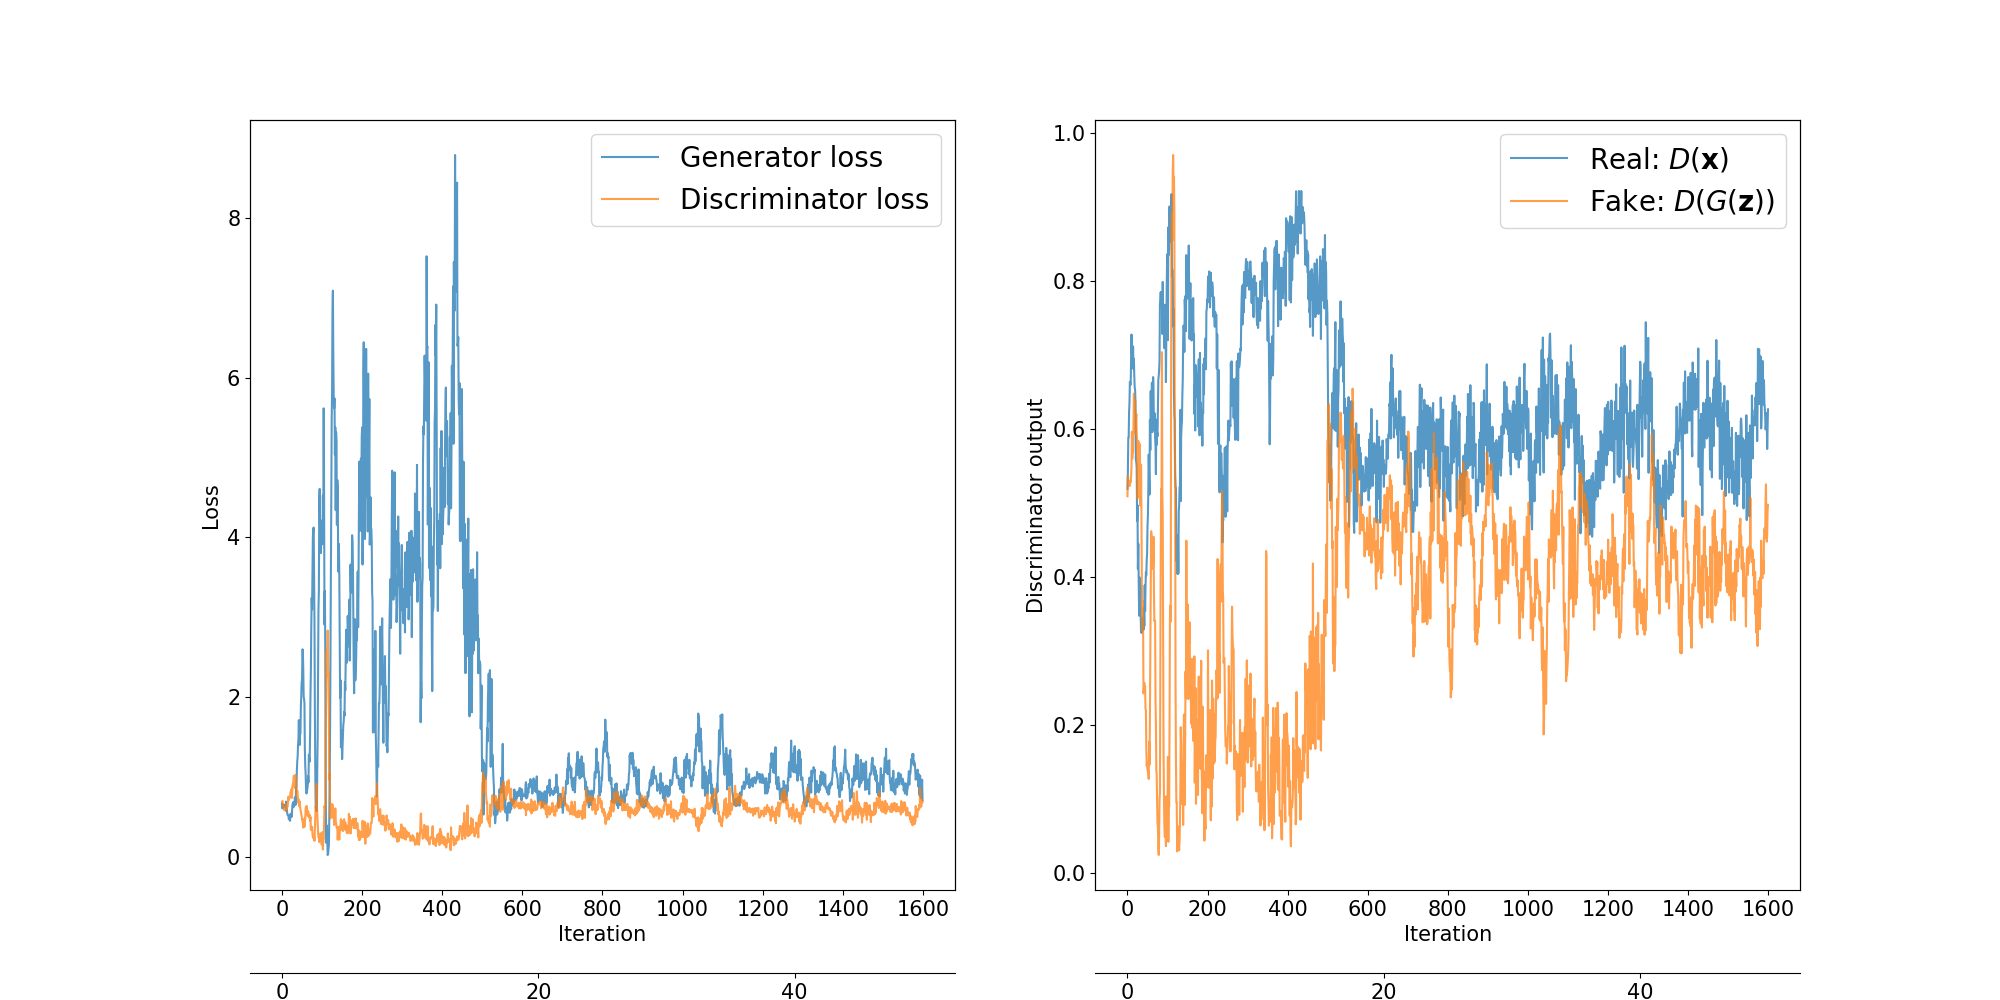 Generator loss
Discriminator loss
Loss
8
6
4
2
0
0 200 400 600 800 1000 1200 1400 1600
Iteration
0 20 40
Real: D(x)
Fake: D(G(z))
Discriminator output
1.0
0.8
0.6
0.4
0.2
0.0
0 200 400 600 800 1000 1200 1400 1600
Iteration
0 20 40